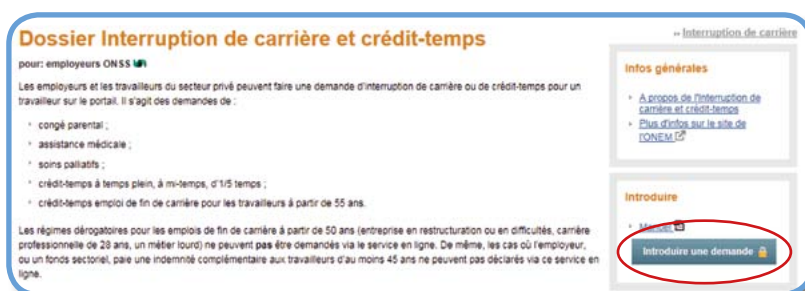 Dossier Interruption de carrière et crédit-temps
pour: employeurs ONSS
Les employeurs et les travailleurs du secteur privé peuvent faire une demande d'interruption de carrière ou de crédit-temps pour un
travailleur sur le portail. Il s'agit des demandes de :
congé parental ;
assistance médicale ;
soins palliatifs ;
crédit-temps à temps plein, à mi-temps, d'1/5 temps ;
crédit-temps emploi de fin de carrière pour les travailleurs à partir de 55 ans.
Les régimes dérogatoires pour les emplois de fin de carrière à partir de 50 ans (entreprise en restructuration ou en difficultés, carrière
professionnelle de 28 ans, un métier lourd) ne peuvent pas être demandés via le service en ligne. De même, les cas où l'employeur,
ou un fonds sectoriel, paie une indemnité complémentaire aux travailleurs d'au moins 45 ans ne peuvent pas déclarés via ce service en
ligne.
» Interruption de carrière
Infos générales
A propos de l'Interruption de
carrière et crédit-temps
Plus d'infos sur le site de
l'ONEM
Introduire
Introduire une demande